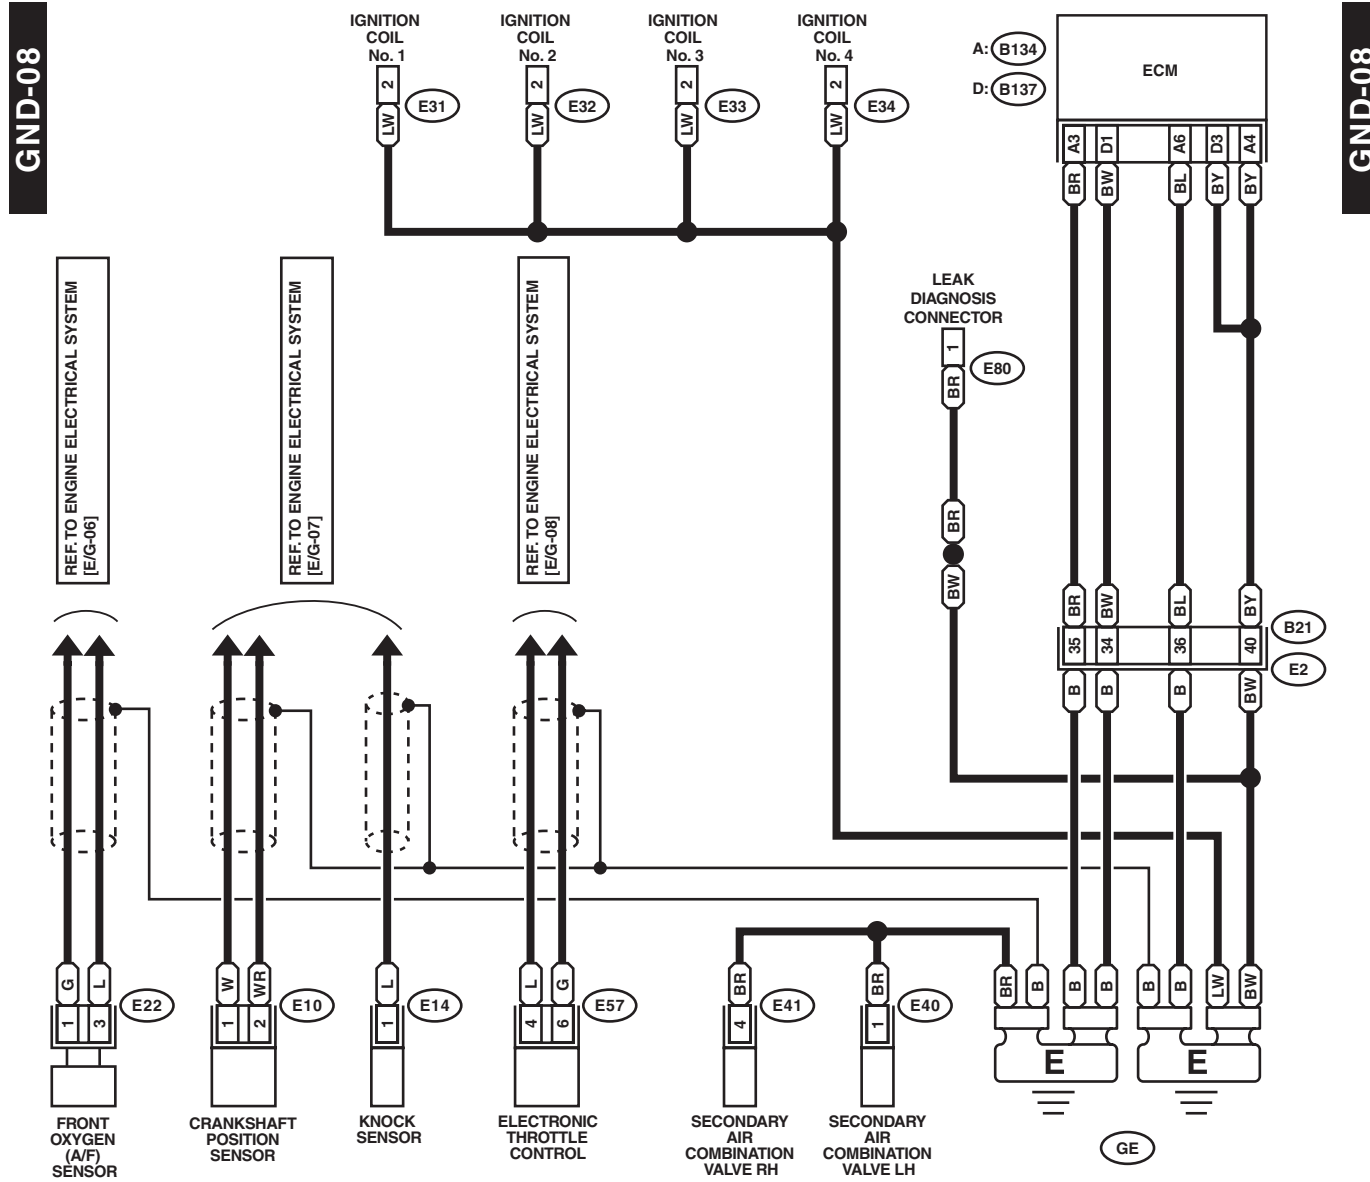 GND-08
GND-08
IGNITION
COIL
No. 1
IGNITION
COIL
No. 2
IGNITION
COIL
No. 3
IGNITION
COIL
No. 4
2
2
2
2
LW
LW
LW
LW
E31
E32
E33
E34
A: B134
D: B137
ECM
A3
D1
A6
D3
A4
BR
BW
BL
BY
BY
REF. TO ENGINE ELECTRICAL SYSTEM
[E/G-06]
REF. TO ENGINE ELECTRICAL SYSTEM
[E/G-07]
REF. TO ENGINE ELECTRICAL SYSTEM
[E/G-08]
LEAK
DIAGNOSIS
CONNECTOR
1
BR
E80
BR
BW
BR
BW
BL
BY
35
34
36
40
B21
E2
B
B
B
BW
G
L
1
3
E22
W
WR
1
2
E10
L
1
E14
L
G
4
6
E57
BR
4
E41
BR
1
E40
BR
B
B
B
B
B
LW
BW
E
E
GE
FRONT
OXYGEN
(A/F)
SENSOR
CRANKSHAFT
POSITION
SENSOR
KNOCK
SENSOR
ELECTRONIC
THROTTLE
CONTROL
SECONDARY
AIR
COMBINATION
VALVE RH
SECONDARY
AIR
COMBINATION
VALVE LH